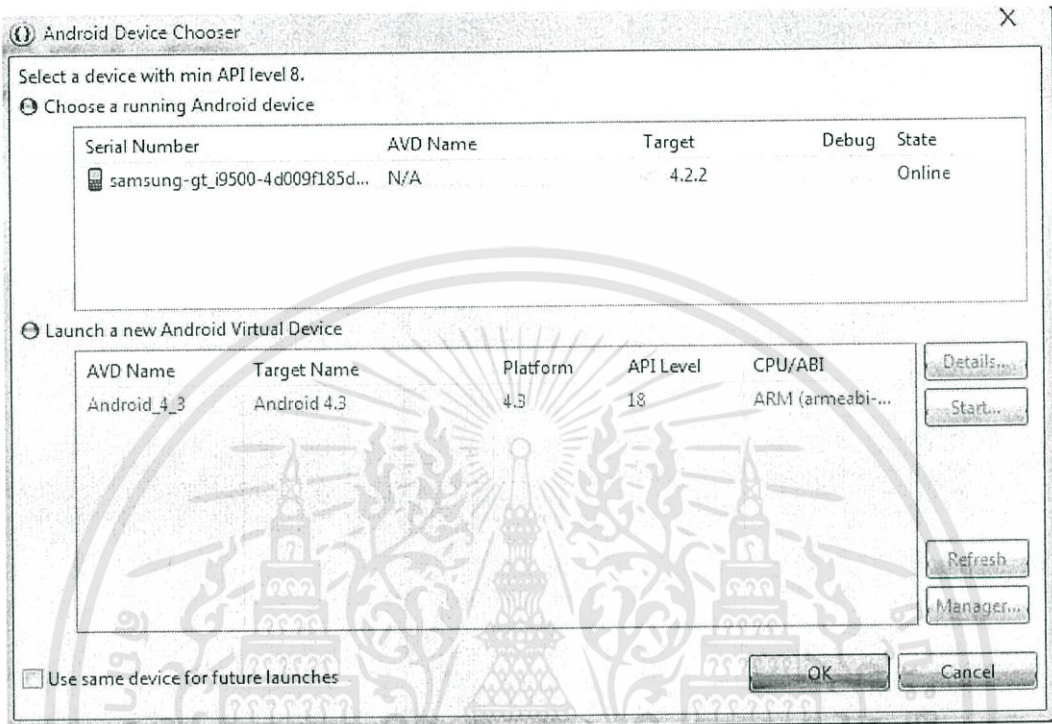 Android Device Chooser
Select a device with min API level 8.
Choose a running Android device
Serial Number AVD Name Target Debug State
samsung-gt_i9500-4d009f185d... N/A 4.2.2 Online
Launch a new Android Virtual Device
AVD Name Target Name Platform API Level CPU/ABI
Android_4_3 Android 4.3 4.3 18 ARM (armeabi-...
Details...
Start...
Refresh
Manager...
Use same device for future launches
OK Cancel